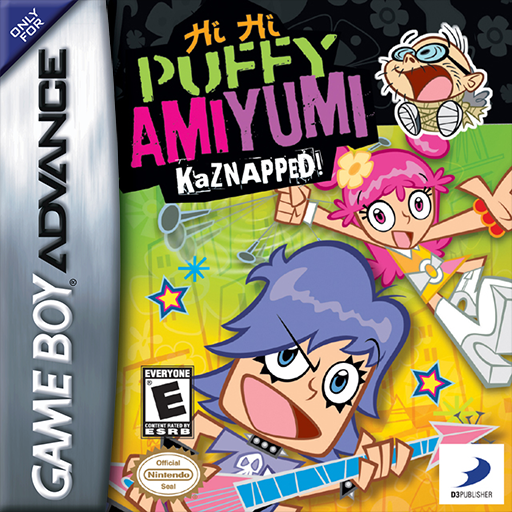 ONLY
FOR
GAME BOY ADVANCE
Hi Hi
PUFFY
AMIYUMI
KaZNAPPED!
EVERYONE
E
CONTENT RATED BY
ESRB
Official
Nintendo
Seal
D3PUBLISHER